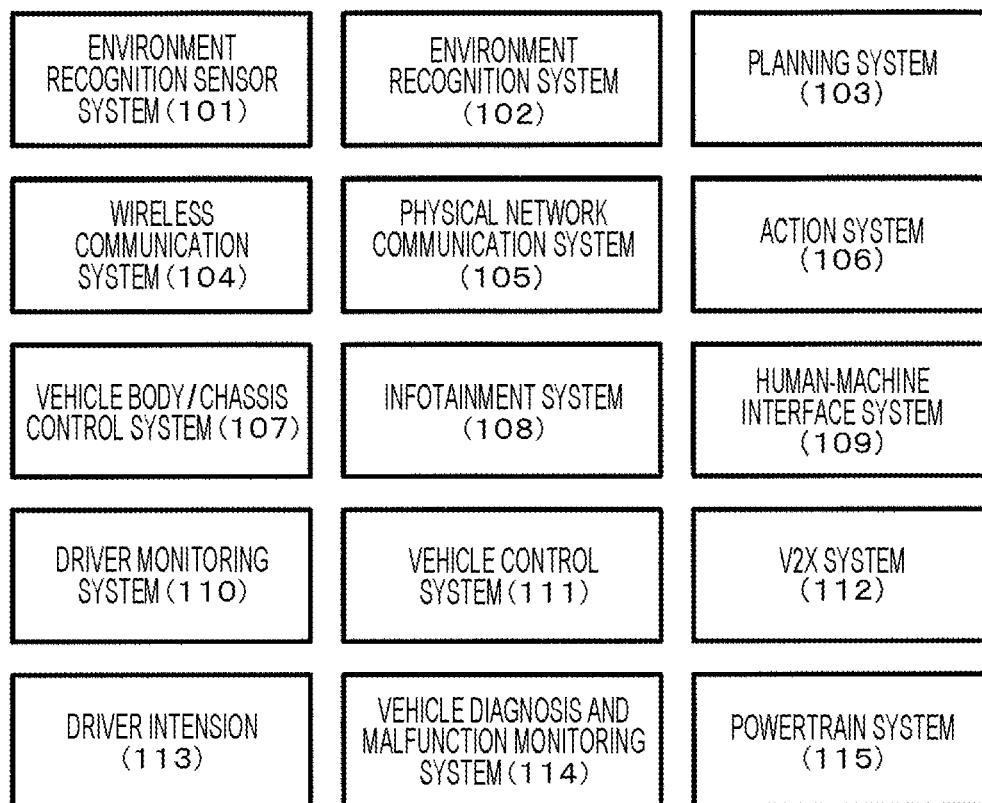 ENVIRONMENT
RECOGNITION SENSOR
SYSTEM (101)
ENVIRONMENT
RECOGNITION SYSTEM
(102)
PLANNING SYSTEM
(103)
WIRELESS
COMMUNICATION
SYSTEM (104)
PHYSICAL NETWORK
COMMUNICATION SYSTEM
(105)
ACTION SYSTEM
(106)
VEHICLE BODY/CHASSIS
CONTROL SYSTEM (107)
INFOTAINMENT SYSTEM
(108)
HUMAN-MACHINE
INTERFACE SYSTEM
(109)
DRIVER MONITORING
SYSTEM (110)
VEHICLE CONTROL
SYSTEM (111)
V2X SYSTEM
(112)
DRIVER INTENSION
(113)
VEHICLE DIAGNOSIS AND
MALFUNCTION MONITORING
SYSTEM (114)
POWERTRAIN SYSTEM
(115)